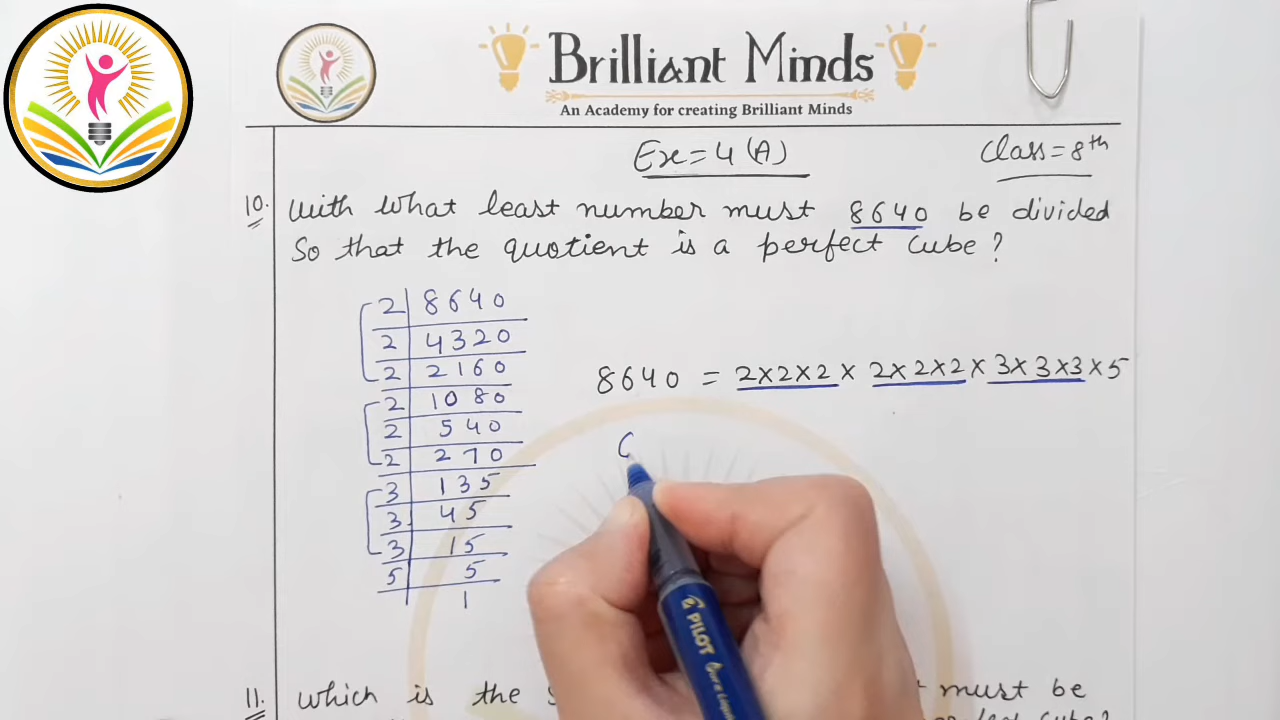 Brilliant Minds
An Academy for creating Brilliant Minds
Ex = 4 (A)
Class = 8th
10. With what least number must 8640 be divided
So that the quotient is a perfect cube?
2 | 8640
2 | 4320
2 | 2160
2 | 1080
2 | 540
2 | 270
3 | 135
3 | 45
3 | 15
5 | 5
1
8640 = 2×2×2 × 2×2×2 × 3×3×3 × 5
PILOT
11. which is the
must be